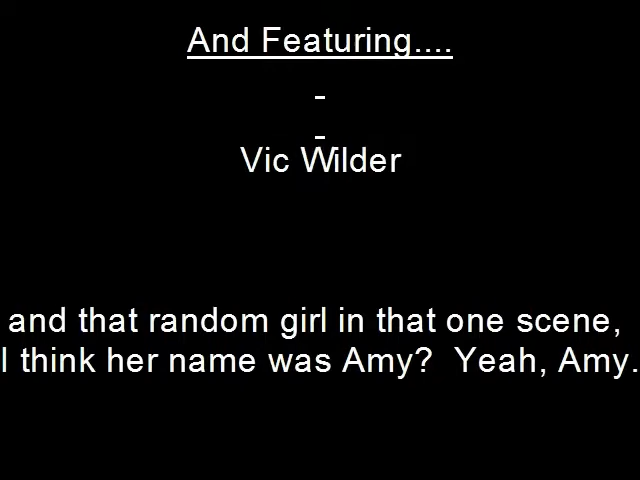 And Featuring....
-
-
Vic Wilder
and that random girl in that one scene,
I think her name was Amy?  Yeah, Amy.